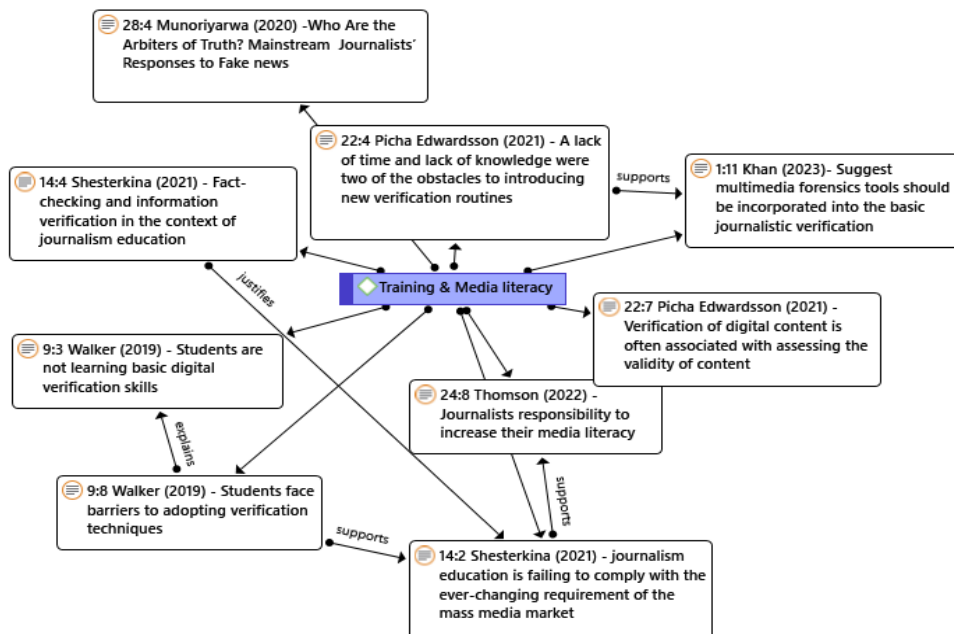 28:4 Munoriyarwa (2020) -Who Are the
Arbiters of Truth? Mainstream Journalists´
Responses to Fake news
22:4 Picha Edwardsson (2021) - A lack
of time and lack of knowledge were
two of the obstacles to introducing
new verification routines
supports
1:11 Khan (2023)- Suggest
multimedia forensics tools should
be incorporated into the basic
journalistic verification
14:4 Shesterkina (2021) - Fact-
checking and information
verification in the context of
journalism education
justifies
Training & Media literacy
22:7 Picha Edwardsson (2021) -
Verification of digital content is
often associated with assessing the
validity of content
9:3 Walker (2019) - Students are
not learning basic digital
verification skills
24:8 Thomson (2022) -
Journalists responsibility to
increase their media literacy
explains
9:8 Walker (2019) - Students face
barriers to adopting verification
techniques
supports
supports
14:2 Shesterkina (2021) - journalism
education is failing to comply with the
ever-changing requirement of the
mass media market